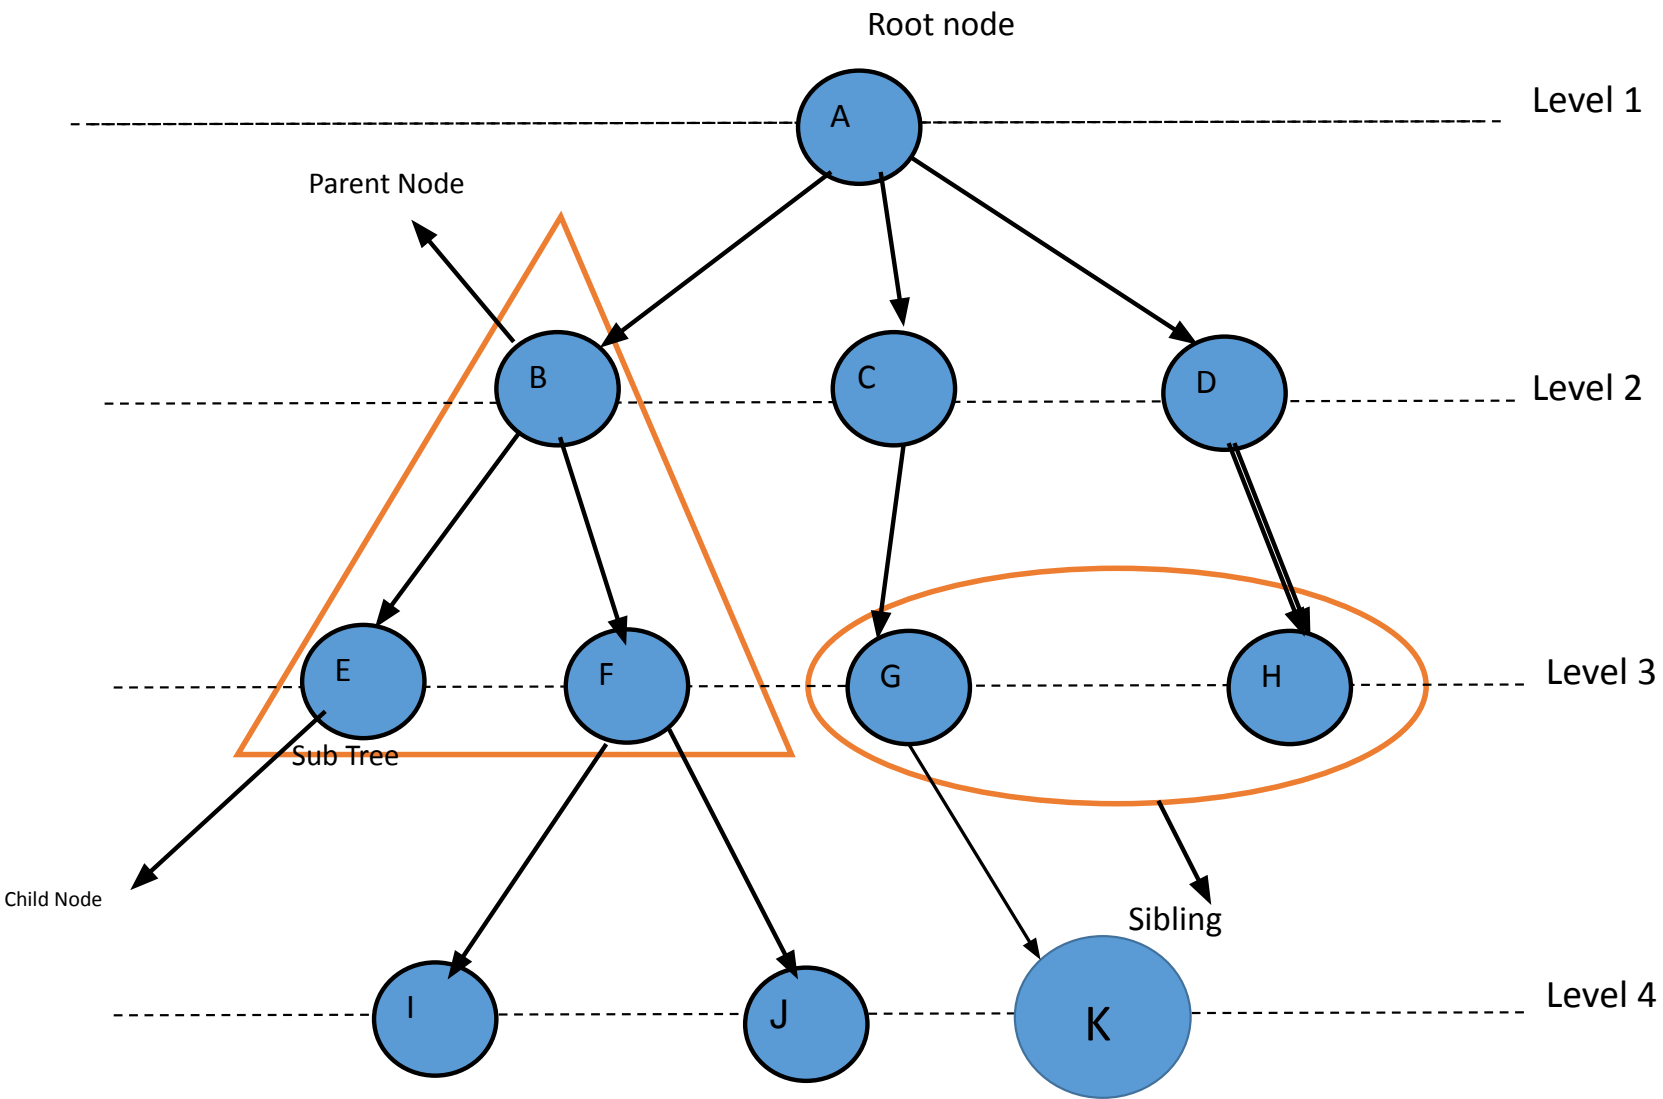 Root node
Level 1
A
Parent Node
B
C
D
Level 2
E
F
G
H
Level 3
Sub Tree
Child Node
Sibling
I
J
K
Level 4